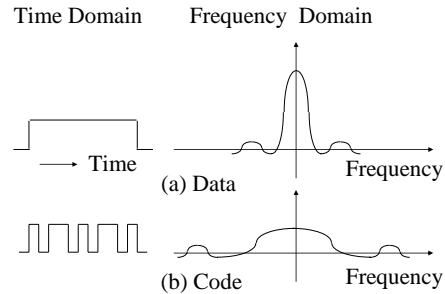 Time Domain
Frequency Domain
Time
Frequency
(a) Data
Frequency
(b) Code